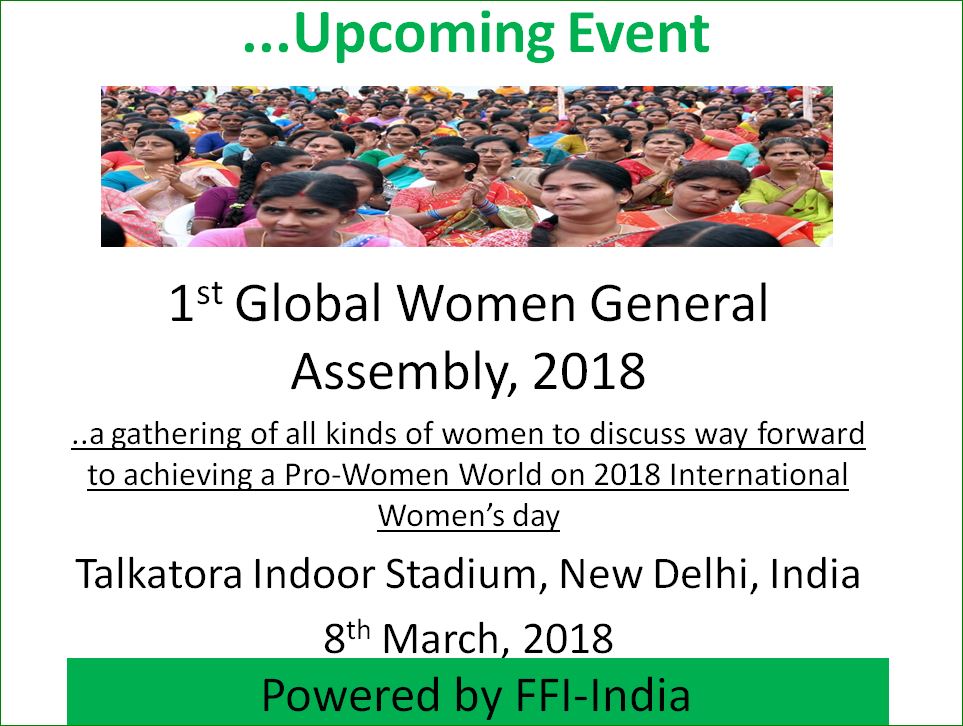 ...Upcoming Event
1st Global Women General
Assembly, 2018
..a gathering of all kinds of women to discuss way forward
to achieving a Pro-Women World on 2018 International
Women’s day
Talkatora Indoor Stadium, New Delhi, India
8th March, 2018
Powered by FFI-India